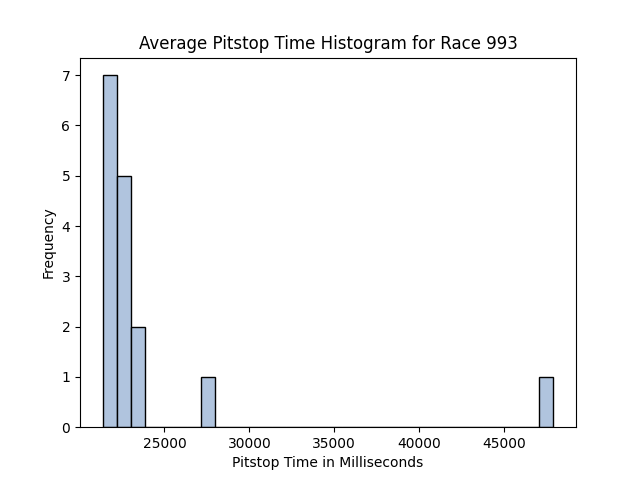 Average Pitstop Time Histogram for Race 993
7
6
5
4
3
2
1
0
Frequency
25000 30000 35000 40000 45000
Pitstop Time in Milliseconds